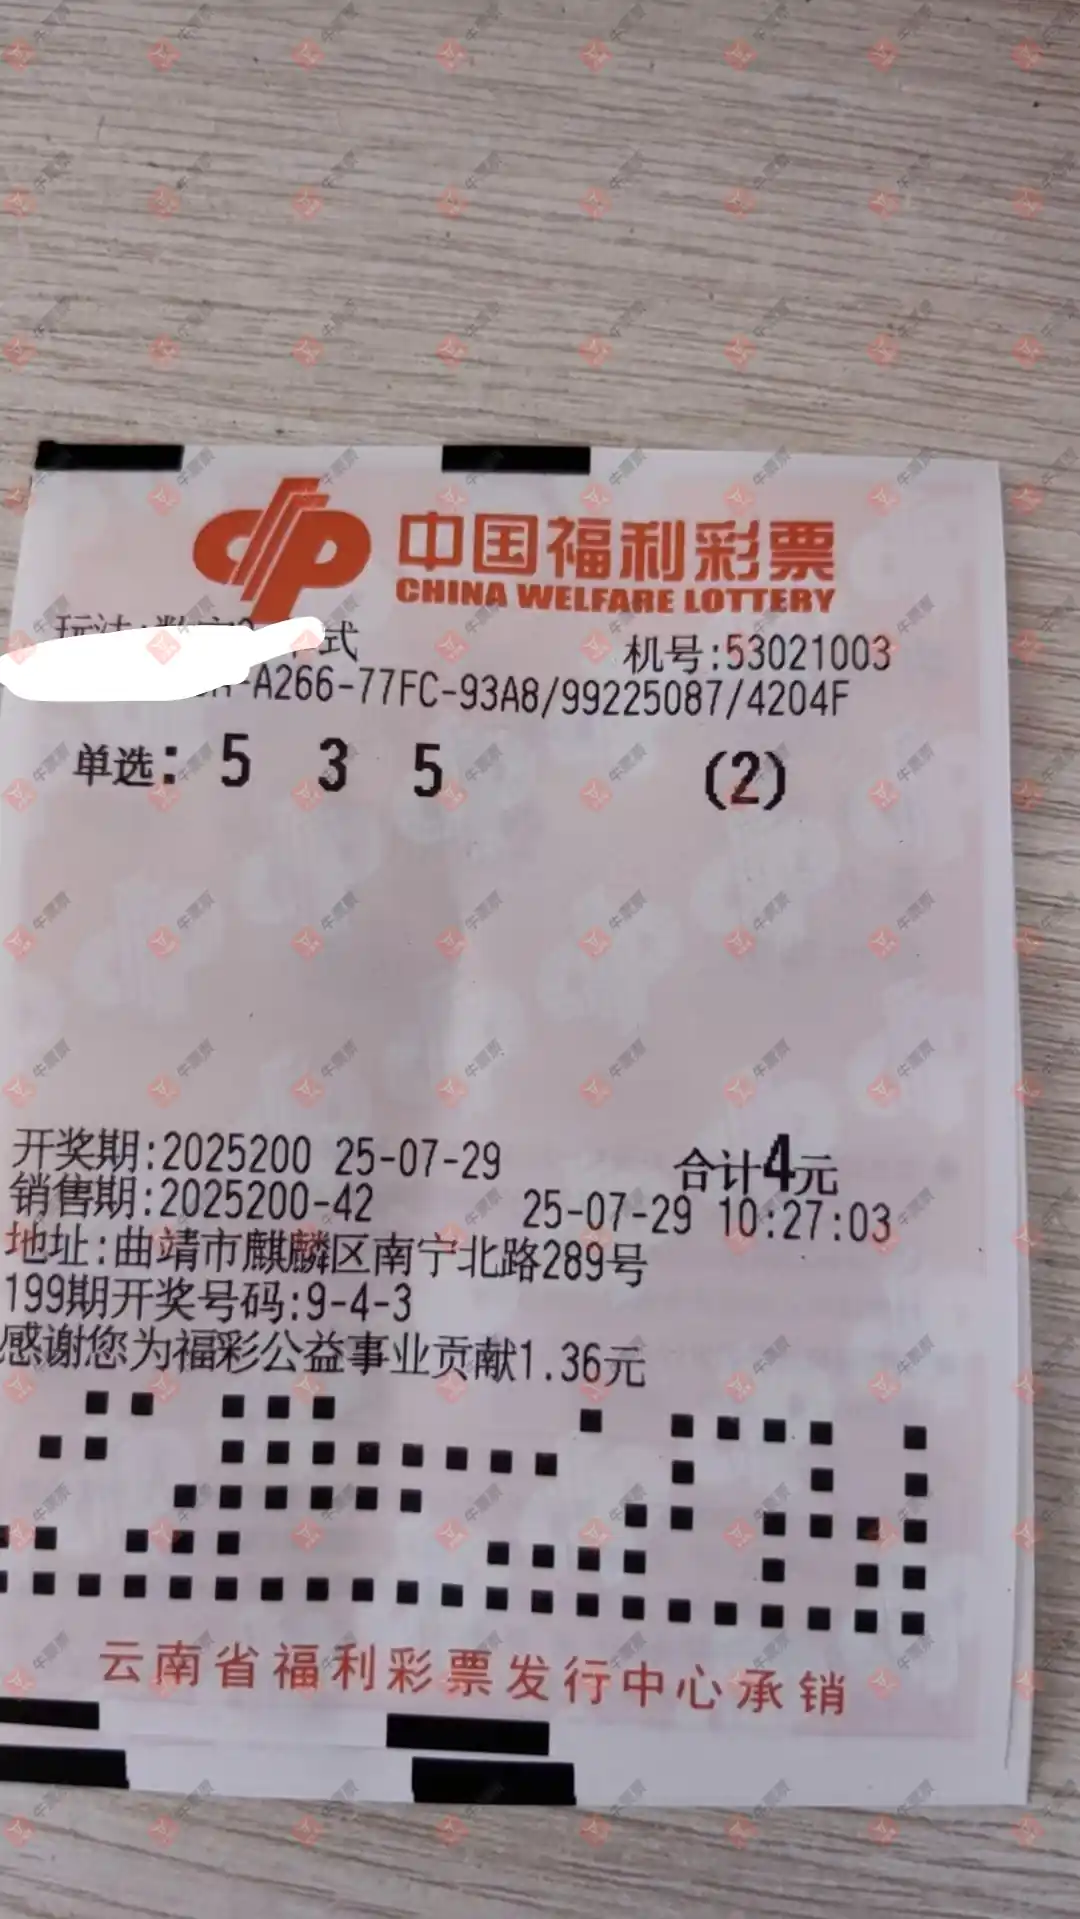 中国福利彩票
CHINA WELFARE LOTTERY
式
机号:53021003
-A266-77FC-93A8/99225087/4204F
单选: 5 3 5 (2)
开奖期:2025200 25-07-29 合计4元
销售期:2025200-42 25-07-29 10:27:03
地址:曲靖市麒麟区南宁北路289号
199期开奖号码:9-4-3
感谢您为福彩公益事业贡献1.36元
云南省福利彩票发行中心承销